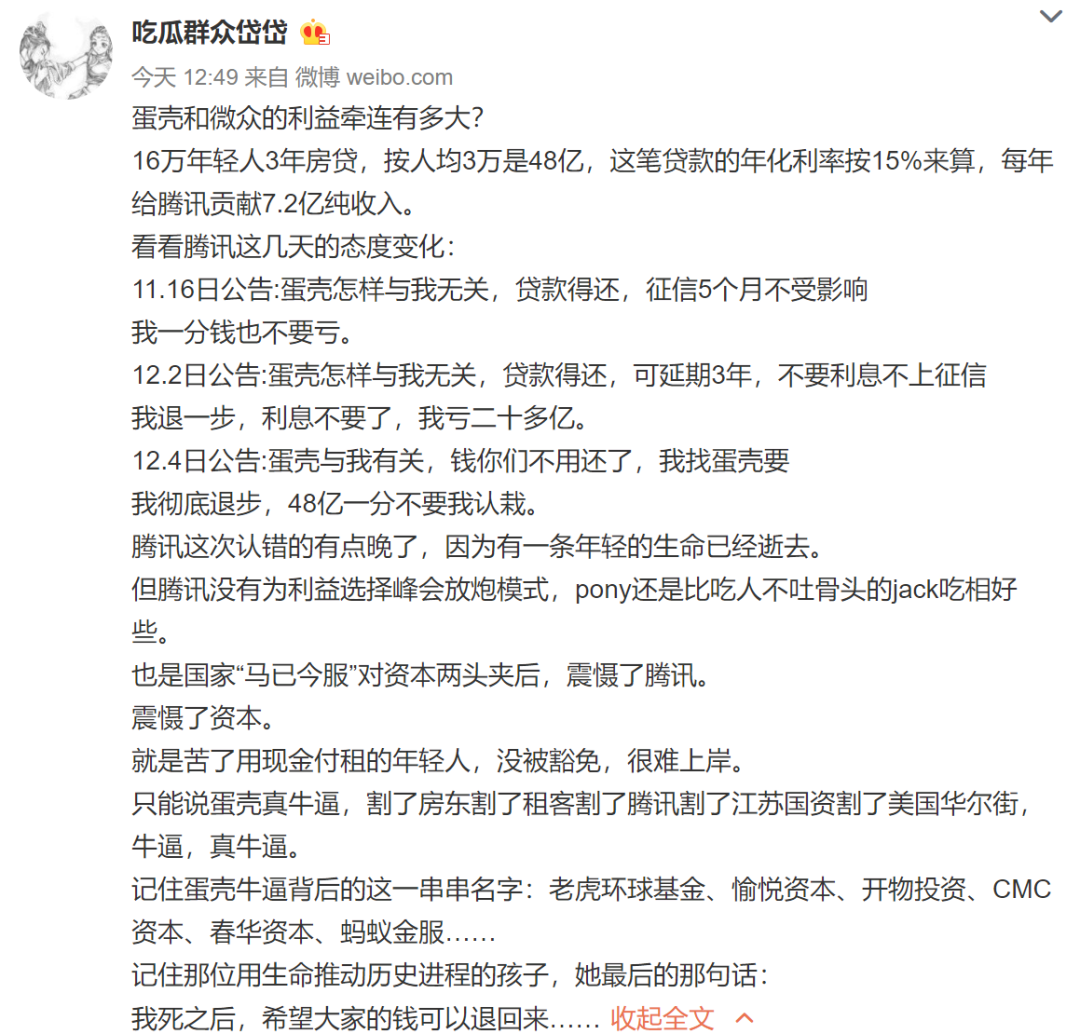 吃瓜群众岱岱
今天 12:49 来自 微博 weibo.com
蛋壳和微众的利益牵连有多大?
16万年轻人3年房贷，按人均3万是48亿，这笔贷款的年化利率按15%来算，每年
给腾讯贡献7.2亿纯收入。
看看腾讯这几天的态度变化：
11.16日公告:蛋壳怎样与我无关，贷款得还，征信5个月不受影响
我一分钱也不要亏。
12.2日公告:蛋壳怎样与我无关，贷款得还，可延期3年，不要利息不上征信
我退一步，利息不要了，我亏二十多亿。
12.4日公告:蛋壳与我有关，钱你们不用还了，我找蛋壳要
我彻底退步，48亿一分不要我认栽。
腾讯这次认错的有点晚了，因为有一条年轻的生命已经逝去。
但腾讯没有为利益选择峰会放炮模式，pony还是比吃人不吐骨头的jack吃相好
些。
也是国家“马已今服”对资本两头夹后，震慑了腾讯。
震慑了资本。
就是苦了用现金付租的年轻人，没被豁免，很难上岸。
只能说蛋壳真牛逼，割了房东割了租客割了腾讯割了江苏国资割了美国华尔街，
牛逼，真牛逼。
记住蛋壳牛逼背后的这一串串名字：老虎环球基金、愉悦资本、开物投资、CMC
资本、春华资本、蚂蚁金服……
记住那位用生命推动历史进程的孩子，她最后的那句话：
我死之后，希望大家的钱可以退回来…… 收起全文